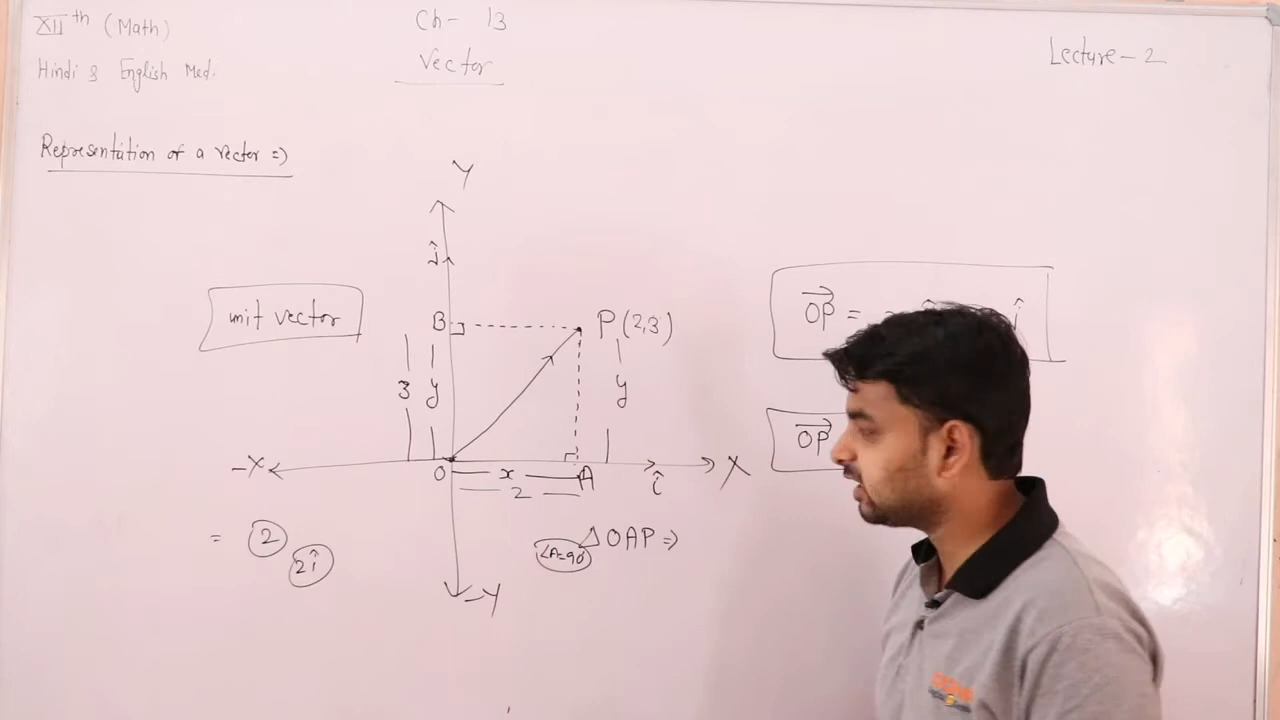 XIIth (Math)
Ch- 13
Vector
Lecture-2
Hindi & English Med.
Representation of a vector =>
Y
ĵ
unit vector
B
P(2,3)
OP =
3
y
y
OP
-X
O
x
A
î
X
2
= 2
2î
∠A=90°
△OAP =>
-Y